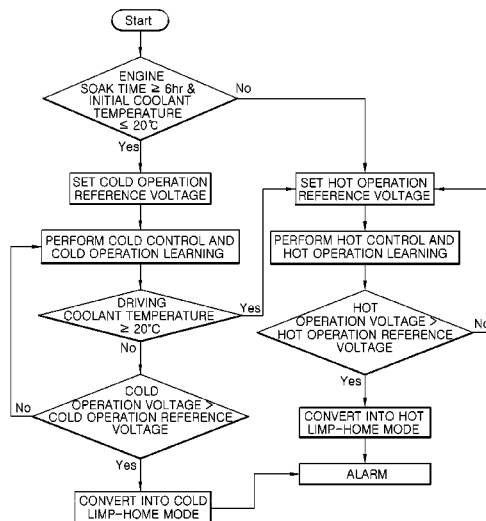 Start
ENGINE
SOAK TIME ≥ 6hr &
INITIAL COOLANT
TEMPERATURE
≤ 20℃
No
Yes
SET COLD OPERATION
REFERENCE VOLTAGE
SET HOT OPERATION
REFERENCE VOLTAGE
PERFORM COLD CONTROL AND
COLD OPERATION LEARNING
PERFORM HOT CONTROL AND
HOT OPERATION LEARNING
DRIVING
COOLANT TEMPERATURE
≥ 20℃
Yes
No
HOT
OPERATION VOLTAGE >
HOT OPERATION REFERENCE
VOLTAGE
No
Yes
COLD
OPERATION VOLTAGE >
COLD OPERATION REFERENCE
VOLTAGE
No
Yes
CONVERT INTO HOT
LIMP-HOME MODE
ALARM
CONVERT INTO COLD
LIMP-HOME MODE